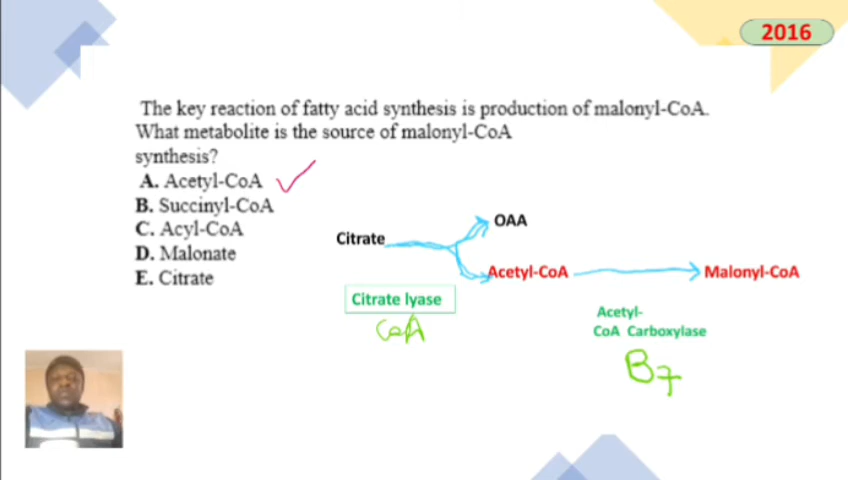 2016
The key reaction of fatty acid synthesis is production of malonyl-CoA.
What metabolite is the source of malonyl-CoA
synthesis?
A. Acetyl-CoA
B. Succinyl-CoA
C. Acyl-CoA
D. Malonate
E. Citrate
OAA
Citrate
Acetyl-CoA
Malonyl-CoA
Citrate lyase
CoA
Acetyl-
CoA Carboxylase
B7